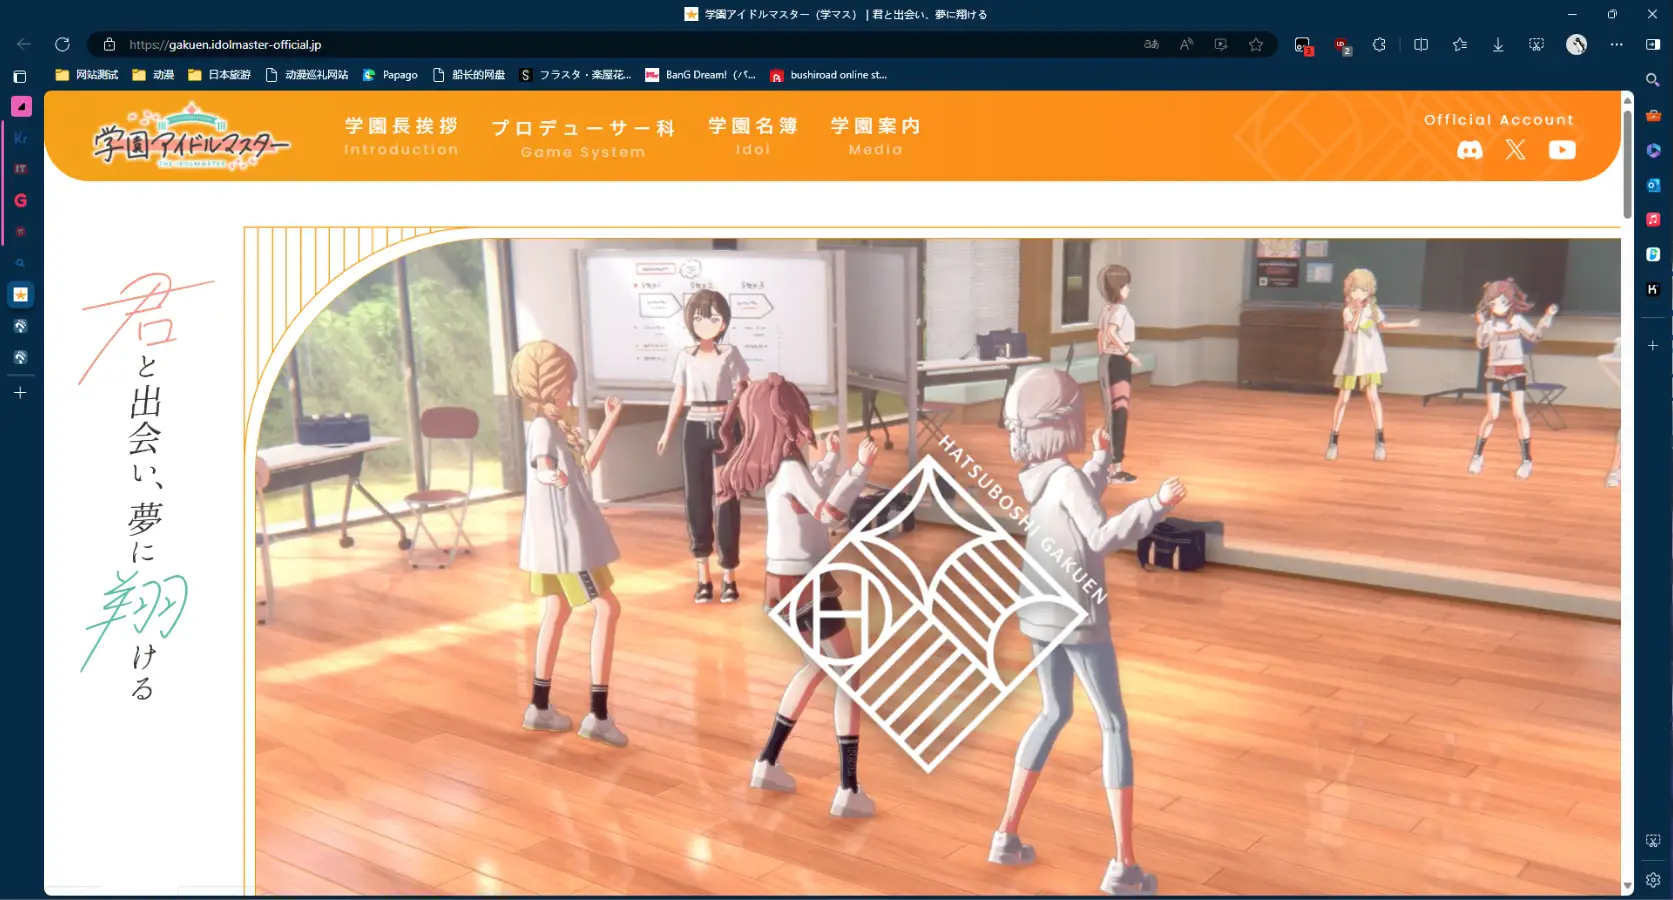 学園アイドルマスター（学マス） | 君と出会い、夢に翔ける
https://gakuen.idolmaster-official.jp
网站测试
动漫
日本旅游
动漫巡礼网站
Papago
船长的网盘
フラスタ・楽屋花...
BanG Dream!（バ...
bushiroad online st...
学園アイドルマスター
THE IDOLM@STER
学園長挨拶
Introduction
プロデューサー科
Game System
学園名簿
Idol
学園案内
Media
Official Account
君と出会い、夢に翔ける
HATSUBOSHI GAKUEN